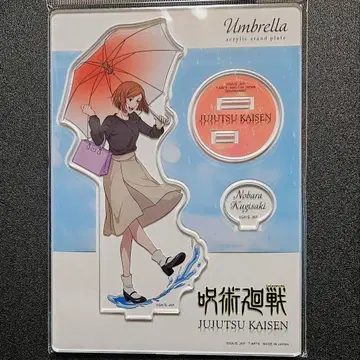 Umbrella
acrylic stand plate
JUJUTSU KAISEN
Nobara
Kugisaki
呪術廻戦
JUJUTSU KAISEN